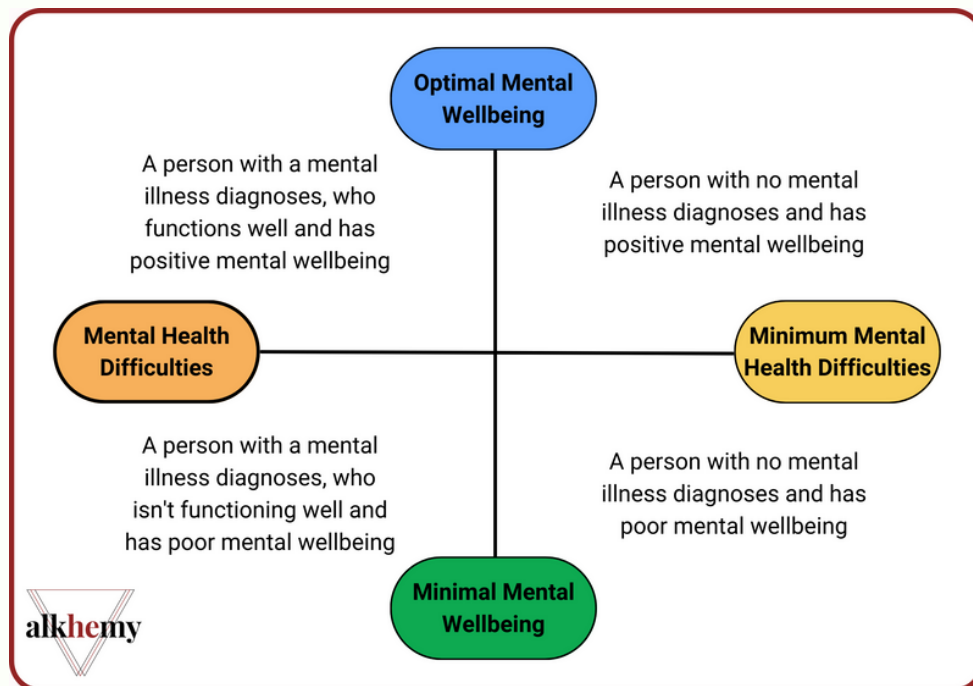 Optimal Mental
Wellbeing
A person with a mental
illness diagnoses, who
functions well and has
positive mental wellbeing
A person with no mental
illness diagnoses and has
positive mental wellbeing
Mental Health
Difficulties
Minimum Mental
Health Difficulties
A person with a mental
illness diagnoses, who
isn't functioning well and
has poor mental wellbeing
A person with no mental
illness diagnoses and has
poor mental wellbeing
Minimal Mental
Wellbeing
alkhemy